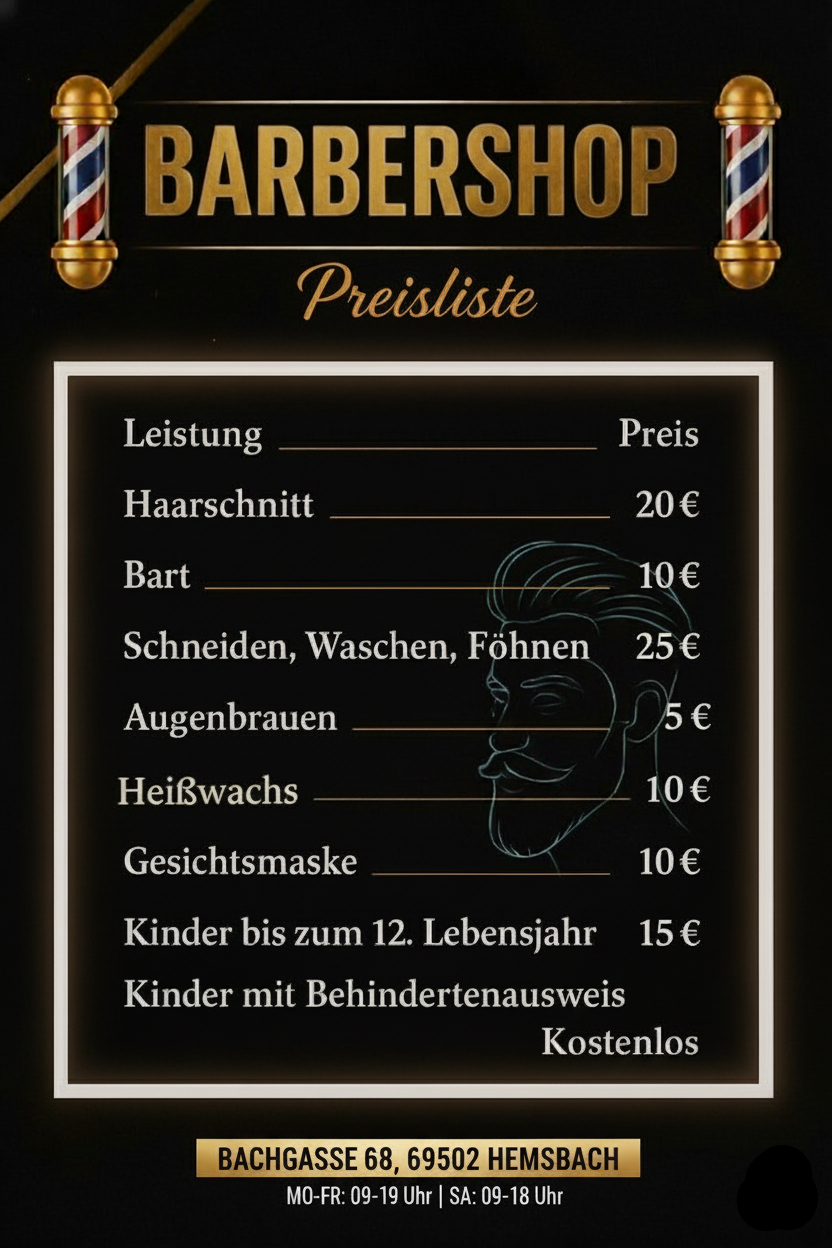 BARBERSHOP
Preisliste
Leistung Preis
Haarschnitt 20 €
Bart 10 €
Schneiden, Waschen, Föhnen 25 €
Augenbrauen 5 €
Heißwachs 10 €
Gesichtsmaske 10 €
Kinder bis zum 12. Lebensjahr 15 €
Kinder mit Behindertenausweis
Kostenlos
BACHGASSE 68, 69502 HEMSBACH
MO-FR: 09-19 Uhr | SA: 09-18 Uhr